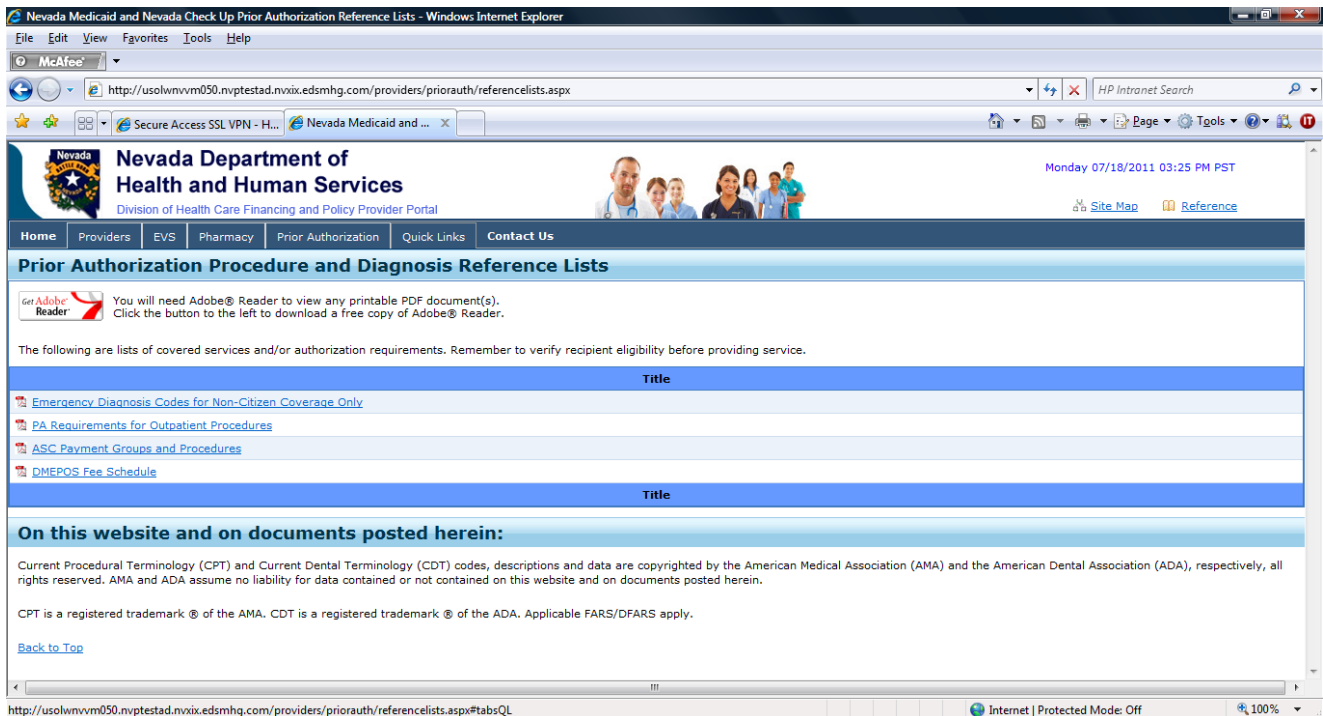 Nevada Medicaid and Nevada Check Up Prior Authorization Reference Lists - Windows Internet Explorer
File Edit View Favorites Tools Help
McAfee
http://usolwnvvm050.nvptestad.nvxix.edsmhg.com/providers/priorauth/referencelists.aspx HP Intranet Search
Secure Access SSL VPN - H... Nevada Medicaid and ... X Page Tools
Nevada
Nevada Department of
Health and Human Services
Division of Health Care Financing and Policy Provider Portal
Monday 07/18/2011 03:25 PM PST
Site Map Reference
Home Providers EVS Pharmacy Prior Authorization Quick Links Contact Us
Prior Authorization Procedure and Diagnosis Reference Lists
Get Adobe® Reader®
You will need Adobe® Reader to view any printable PDF document(s).
Click the button to the left to download a free copy of Adobe® Reader.
The following are lists of covered services and/or authorization requirements. Remember to verify recipient eligibility before providing service.
Title
Emergency Diagnosis Codes for Non-Citizen Coverage Only
PA Requirements for Outpatient Procedures
ASC Payment Groups and Procedures
DMEPOS Fee Schedule
Title
On this website and on documents posted herein:
Current Procedural Terminology (CPT) and Current Dental Terminology (CDT) codes, descriptions and data are copyrighted by the American Medical Association (AMA) and the American Dental Association (ADA), respectively, all
rights reserved. AMA and ADA assume no liability for data contained or not contained on this website and on documents posted herein.
CPT is a registered trademark ® of the AMA. CDT is a registered trademark ® of the ADA. Applicable FARS/DFARS apply.
Back to Top
http://usolwnvvm050.nvptestad.nvxix.edsmhg.com/providers/priorauth/referencelists.aspx#tabsQL Internet | Protected Mode: Off 100%